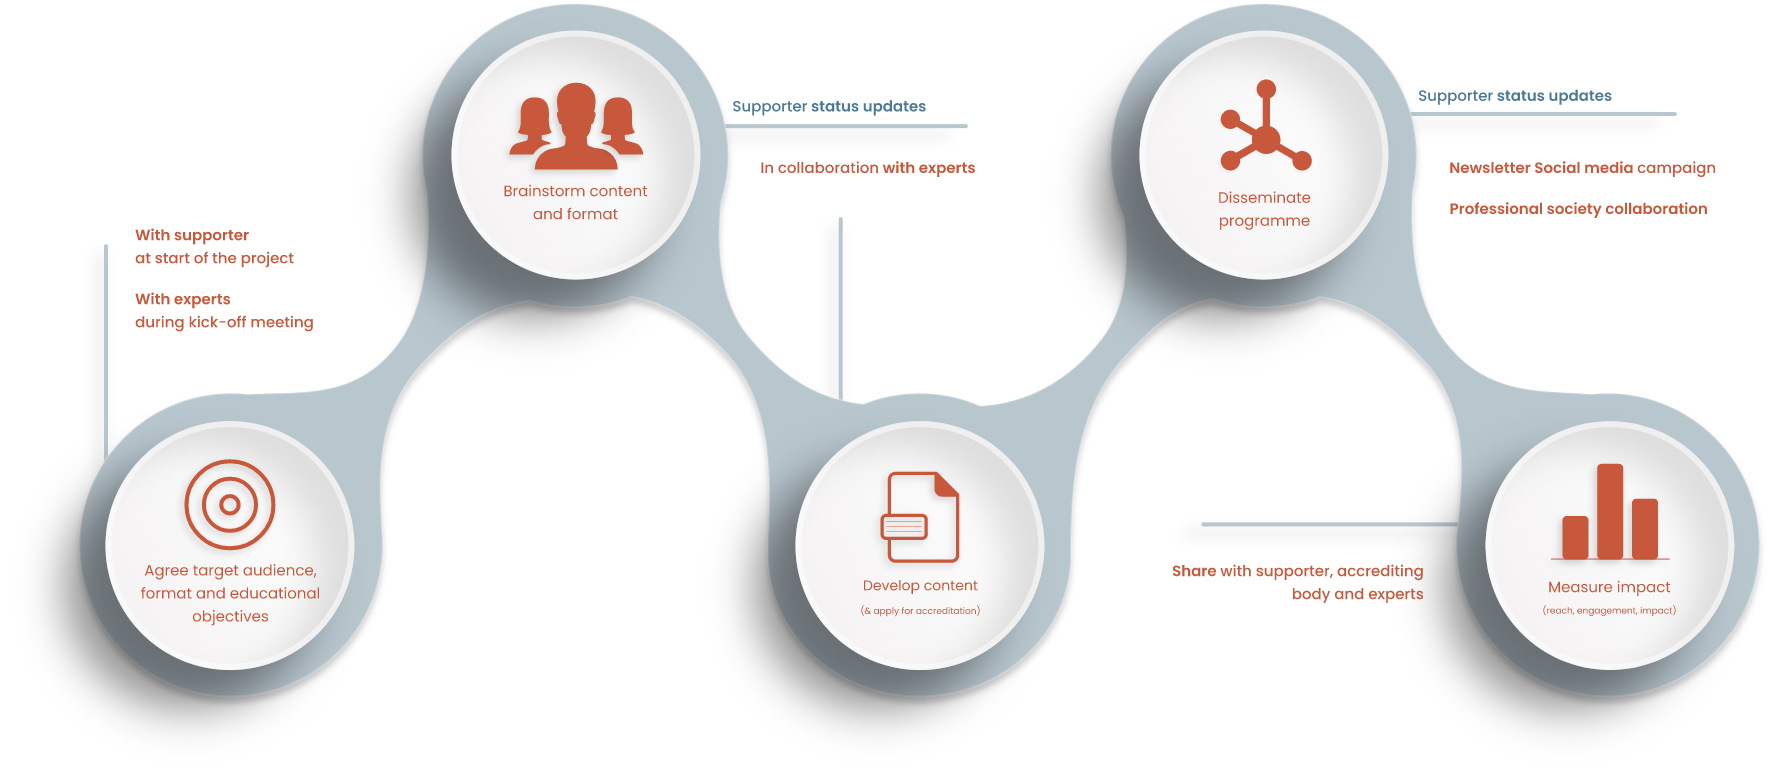 With supporter
at start of the project
With experts
during kick-off meeting
Agree target audience,
format and educational
objectives
Brainstorm content
and format
Supporter status updates
In collaboration with experts
Develop content
(& apply for accreditation)
Disseminate
programme
Supporter status updates
Newsletter Social media campaign
Professional society collaboration
Share with supporter, accrediting
body and experts
Measure impact
(reach, engagement, impact)